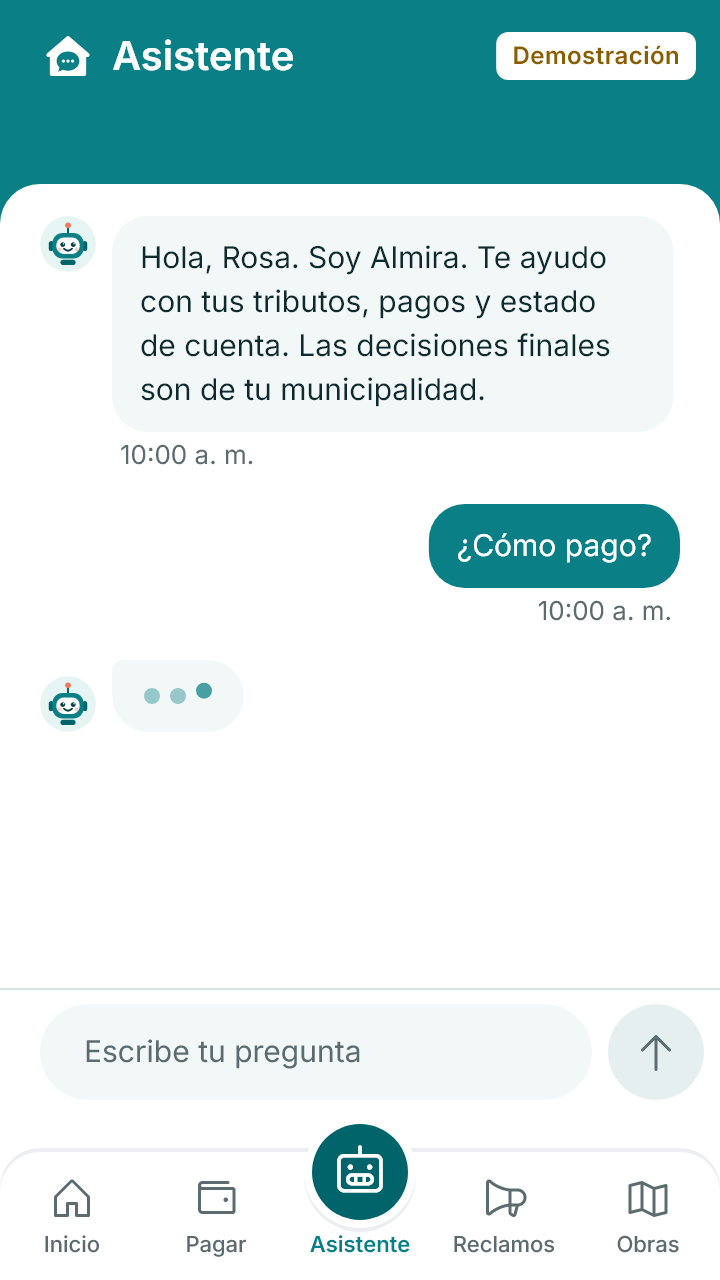 Asistente
Demostración
Hola, Rosa. Soy Almira. Te ayudo
con tus tributos, pagos y estado
de cuenta. Las decisiones finales
son de tu municipalidad.
10:00 a. m.
¿Cómo pago?
10:00 a. m.
Escribe tu pregunta
Inicio
Pagar
Asistente
Reclamos
Obras